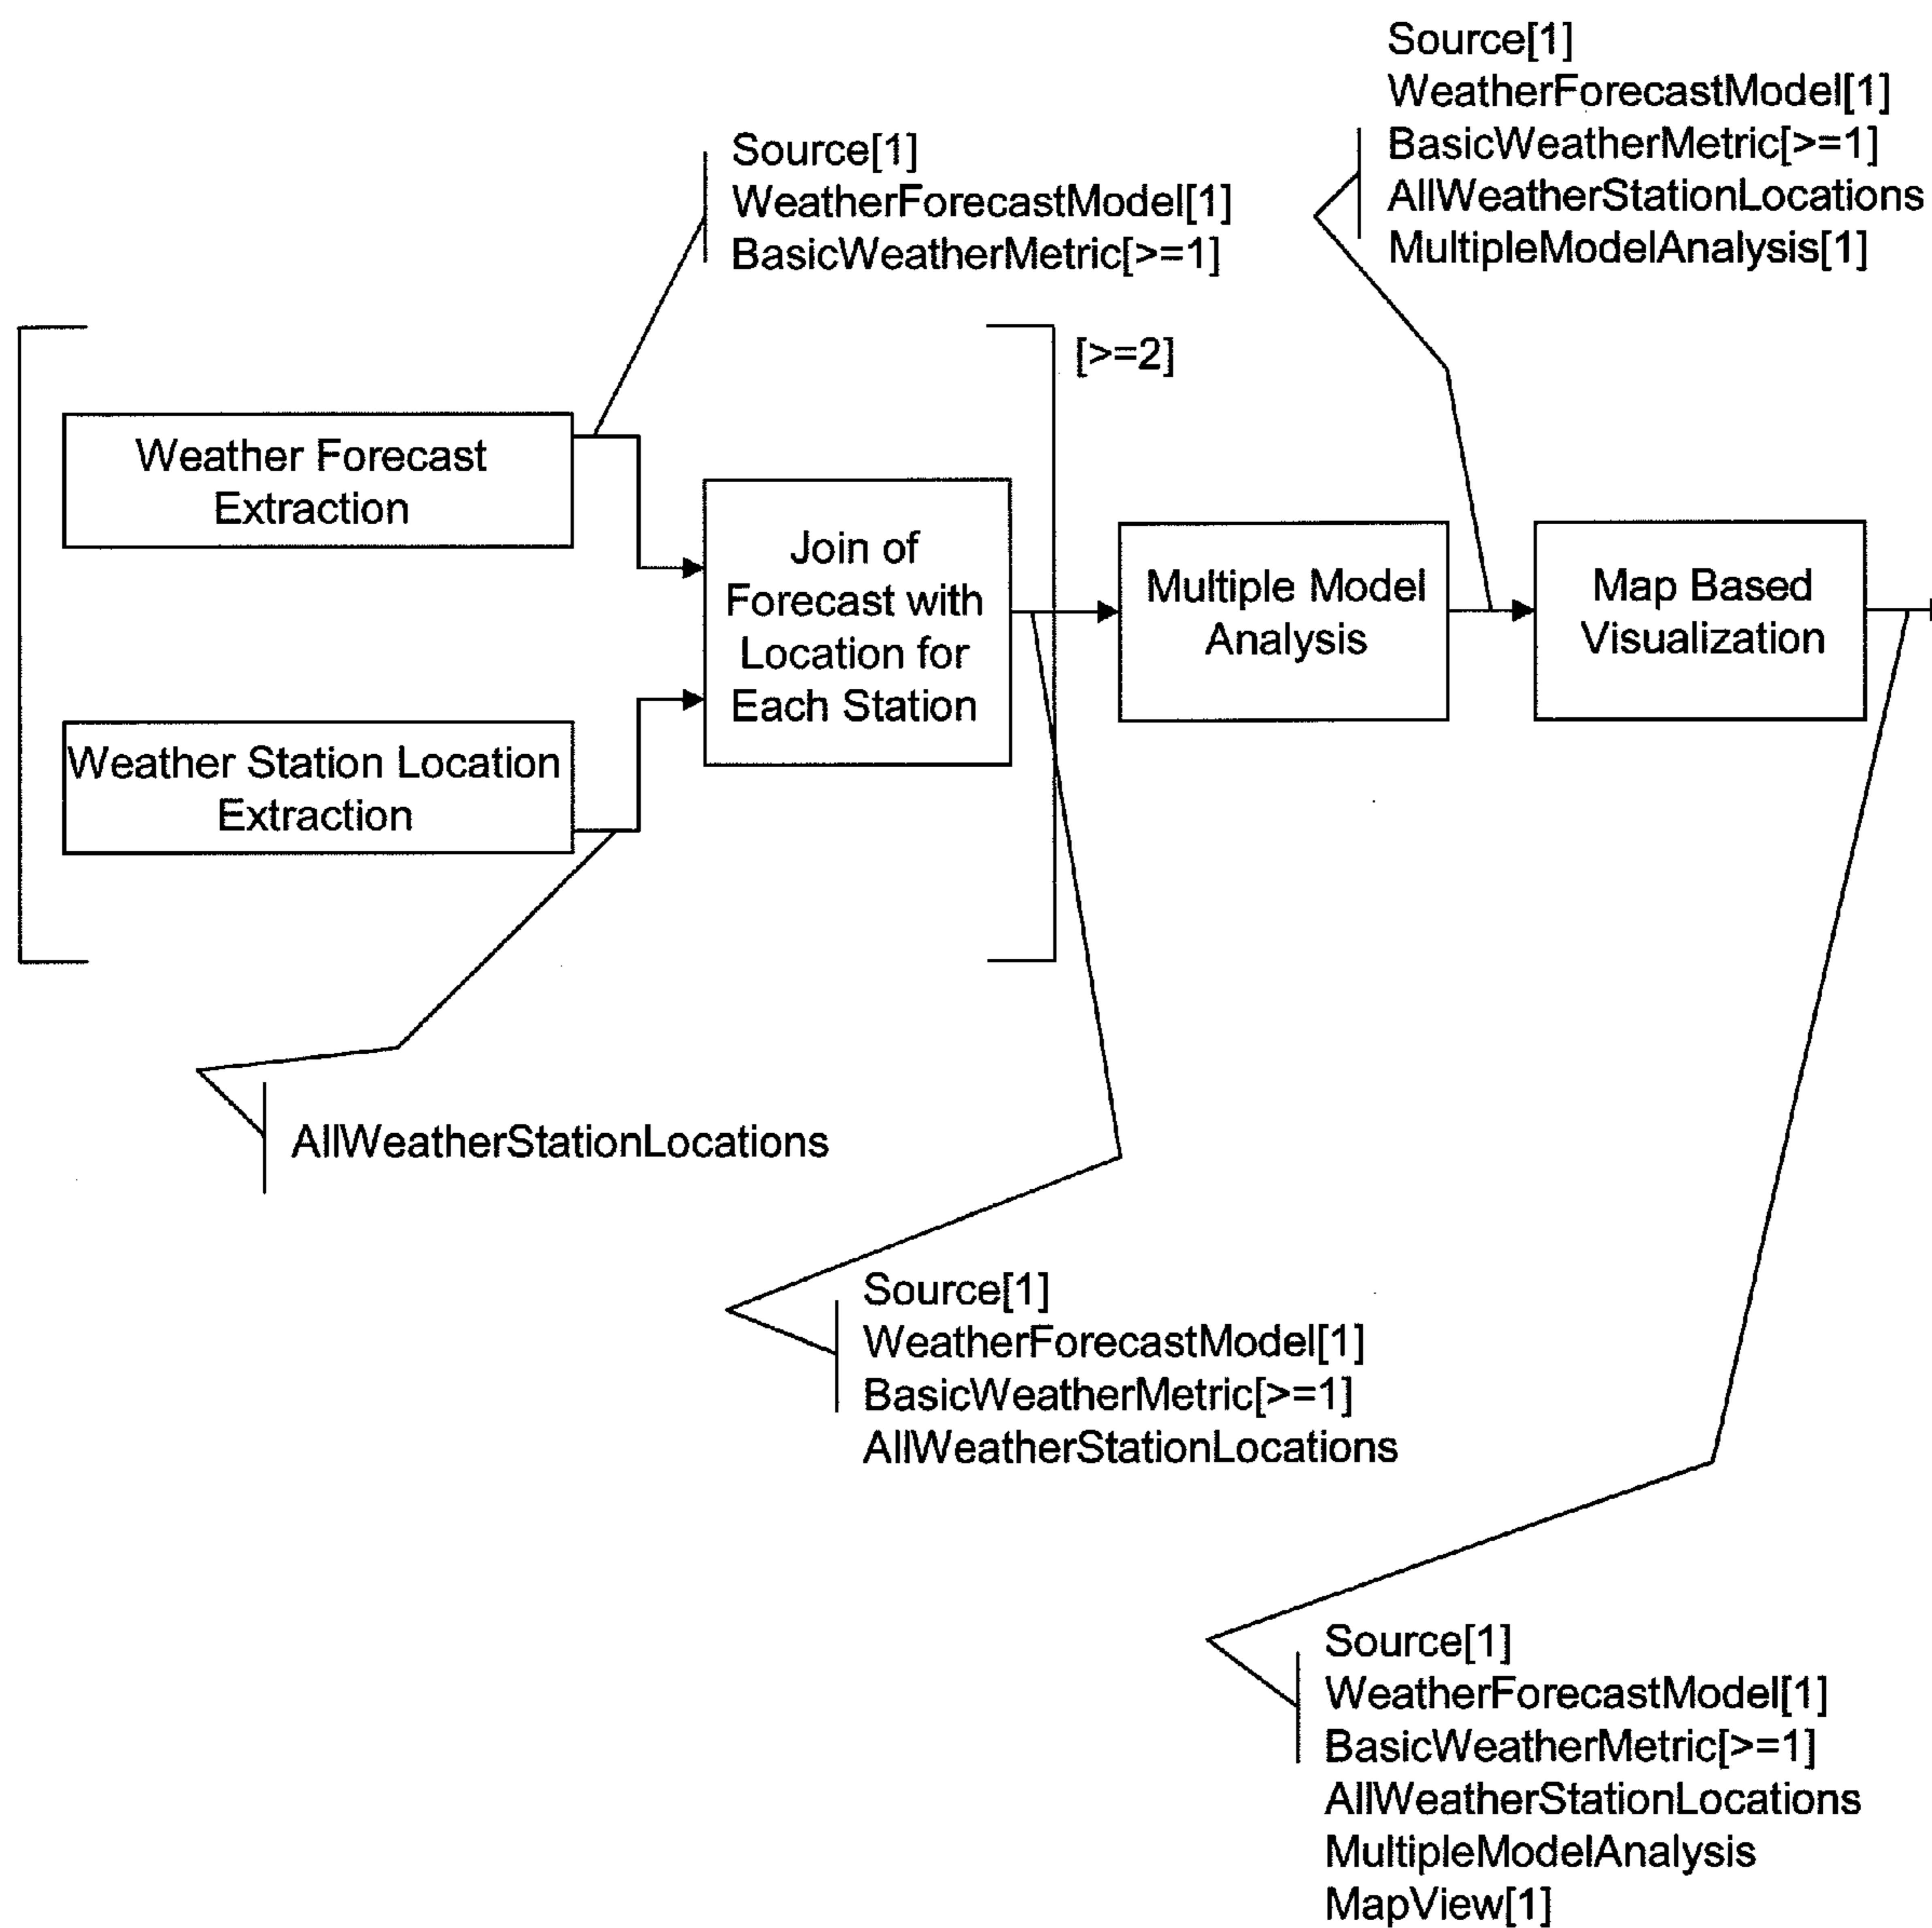 Source[1]
WeatherForecastModel[1]
BasicWeatherMetric[>=1]
AllWeatherStationLocations
MultipleModelAnalysis[1]
Source[1]
WeatherForecastModel[1]
BasicWeatherMetric[>=1]
[>=2]
Weather Forecast
Extraction
Join of
Forecast with
Location for
Each Station
Multiple Model
Analysis
Map Based
Visualization
Weather Station Location
Extraction
AllWeatherStationLocations
Source[1]
WeatherForecastModel[1]
BasicWeatherMetric[>=1]
AllWeatherStationLocations
Source[1]
WeatherForecastModel[1]
BasicWeatherMetric[>=1]
AllWeatherStationLocations
MultipleModelAnalysis
MapView[1]